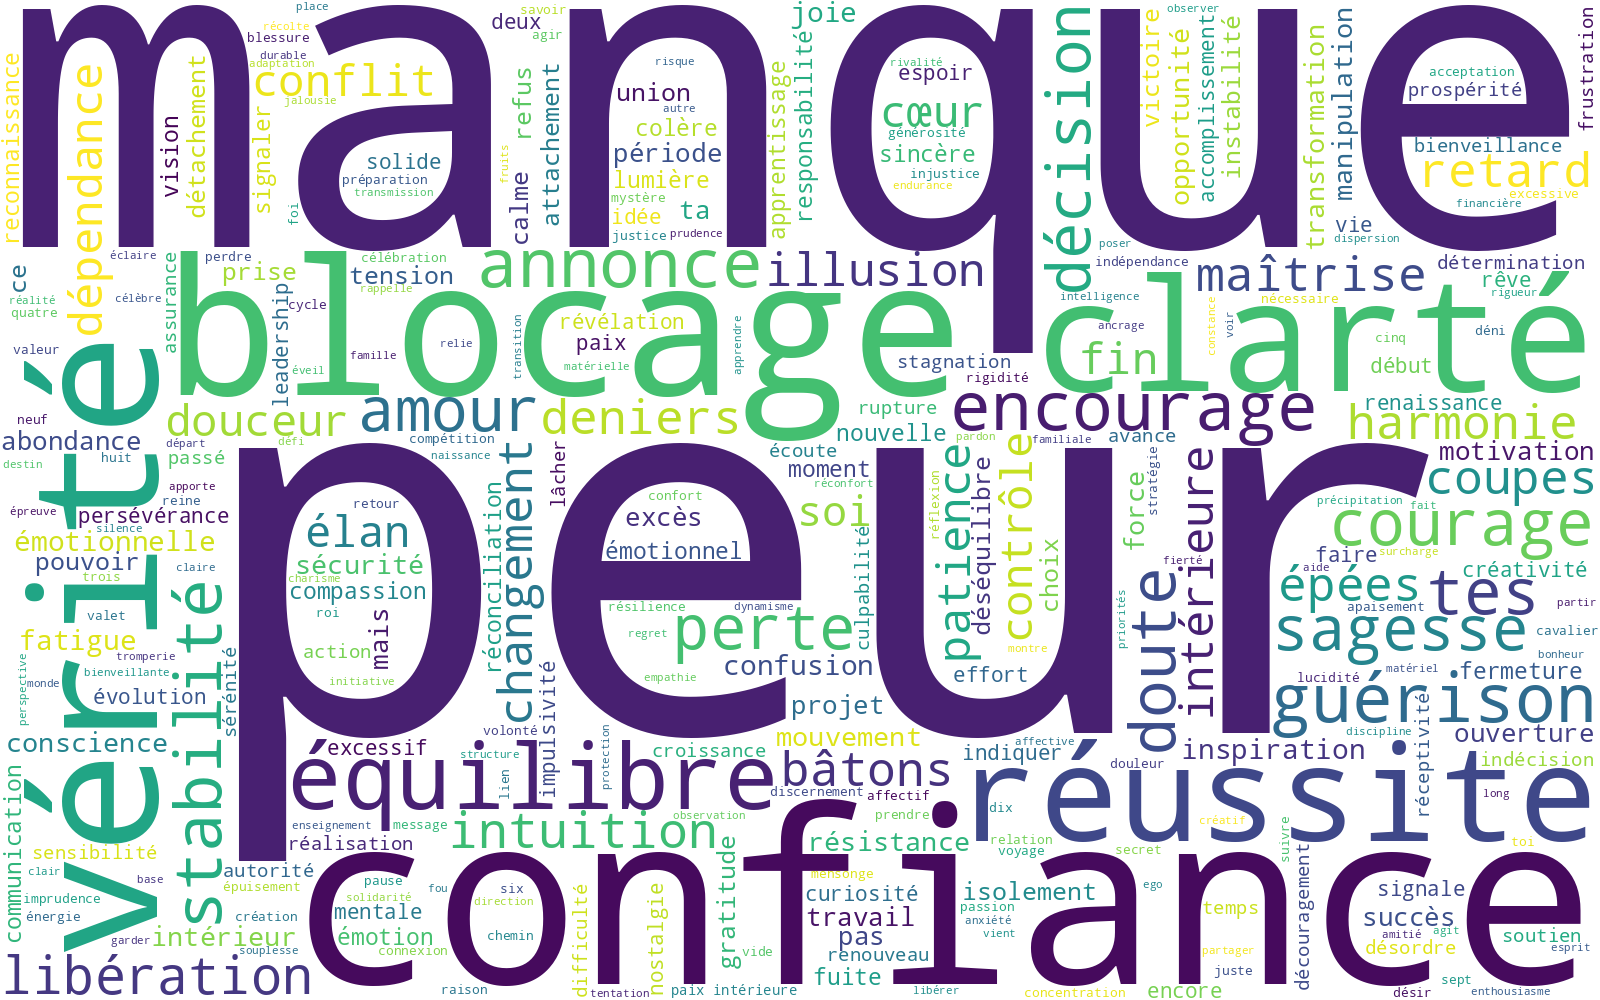 manque
peur
confiance
blocage
clarté
vérité
réussite
équilibre
stabilité
libération
dépendance
conflit
annonce
illusion
décision
maîtrise
retard
amour
deniers
encourage
harmonie
douceur
fin
changement
élan
soi
patience
contrôle
perte
doute
intérieure
courage
coupes
épées
tes
sagesse
guérison
bâtons
intuition
place
récolte
blessure
durable
adaptation
jalousie
savoir
deux
agir
joie
observer
reconnaissance
vision
détachement
signaler
foi
solide
préparation
transmission
fruits
calme
refus
attachement
risque
union
autre
colère
période
lumière
mystère
idée
ta
justice
prudence
apprentissage
responsabilité
rivalité
espoir
cœur
générosité
sincère
injustice
endurance
victoire
opportunité
accomplissement
instabilité
transformation
manipulation
frustration
acceptation
prospérité
bienveillance
excessive
financière
vie
dispersion
force
réalité
quatre
éclaire
célèbre
assurance
perdre
prise
célébration
tension
rappelle
leadership
cycle
famille
relie
éveil
transition
révélation
paix
matérielle
apprendre
stagnation
rigidité
poser
indépendance
intelligence
ancrage
constance
voir
nécessaire
détermination
rêve
rigueur
déni
cinq
début
valeur
neuf
abondance
huit
destin
départ
passé
défi
apporte
reine
épreuve
persévérance
silence
émotionnelle
pouvoir
claire
trois
valet
fatigue
tromperie
perspective
bienveillante
monde
évolution
sérénité
conscience
communication
compétition
naissance
lâcher
retour
confort
excès
émotionnel
sécurité
charisme
compassion
roi
action
mais
initiative
réconciliation
résilience
dynamisme
regret
empathie
confusion
impulsivité
volonté
projet
rupture
nouvelle
écoute
moment
réconfort
culpabilité
pardon
réflexion
déséquilibre
familiale
avance
renaissance
choix
force
stratégie
fierté
priorités
montre
effort
motivation
précipitation
fait
faire
surcharge
aide
créativité
apaisement
partir
cavalier
bonheur
matériel
lucidité
fermeture
réceptivité
discipline
ouverture
inspiration
indécision
long
excessif
structure
lien
protection
croissance
mouvement
discernement
affectif
indiquer
affective
douleur
enseignement
message
observation
réalisation
sensibilité
clair
base
autorité
épuisement
imprudence
énergie
création
garder
intérieur
souplesse
pause
fou
solidarité
mentale
émotion
connexion
six
direction
chemin
raison
difficulté
tentation
nostalgie
paix intérieure
gratitude
vide
prendre
résistance
mensonge
curiosité
travail
pas
renouveau
fuite
libérer
dix
relation
voyage
secret
isolement
passion
anxiété
vient
ego
créatif
suivre
toi
temps
partager
juste
concentration
encore
découragement
signale
succès
amitié
agit
désordre
désir
sept
soutien
esprit
enthousiasme